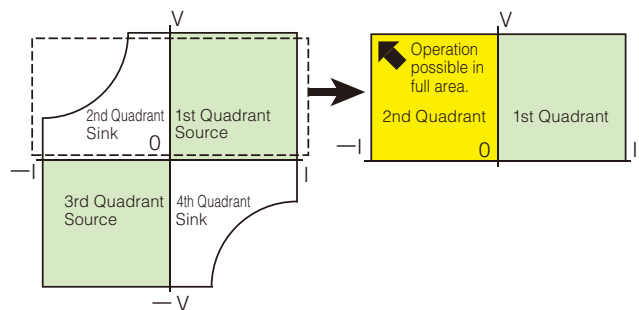 V
2nd Quadrant
Sink
1st Quadrant
Source
0
—I
I
3rd Quadrant
Source
4th Quadrant
Sink
— V
V
Operation
possible in
full area.
2nd Quadrant
1st Quadrant
0
—I
I